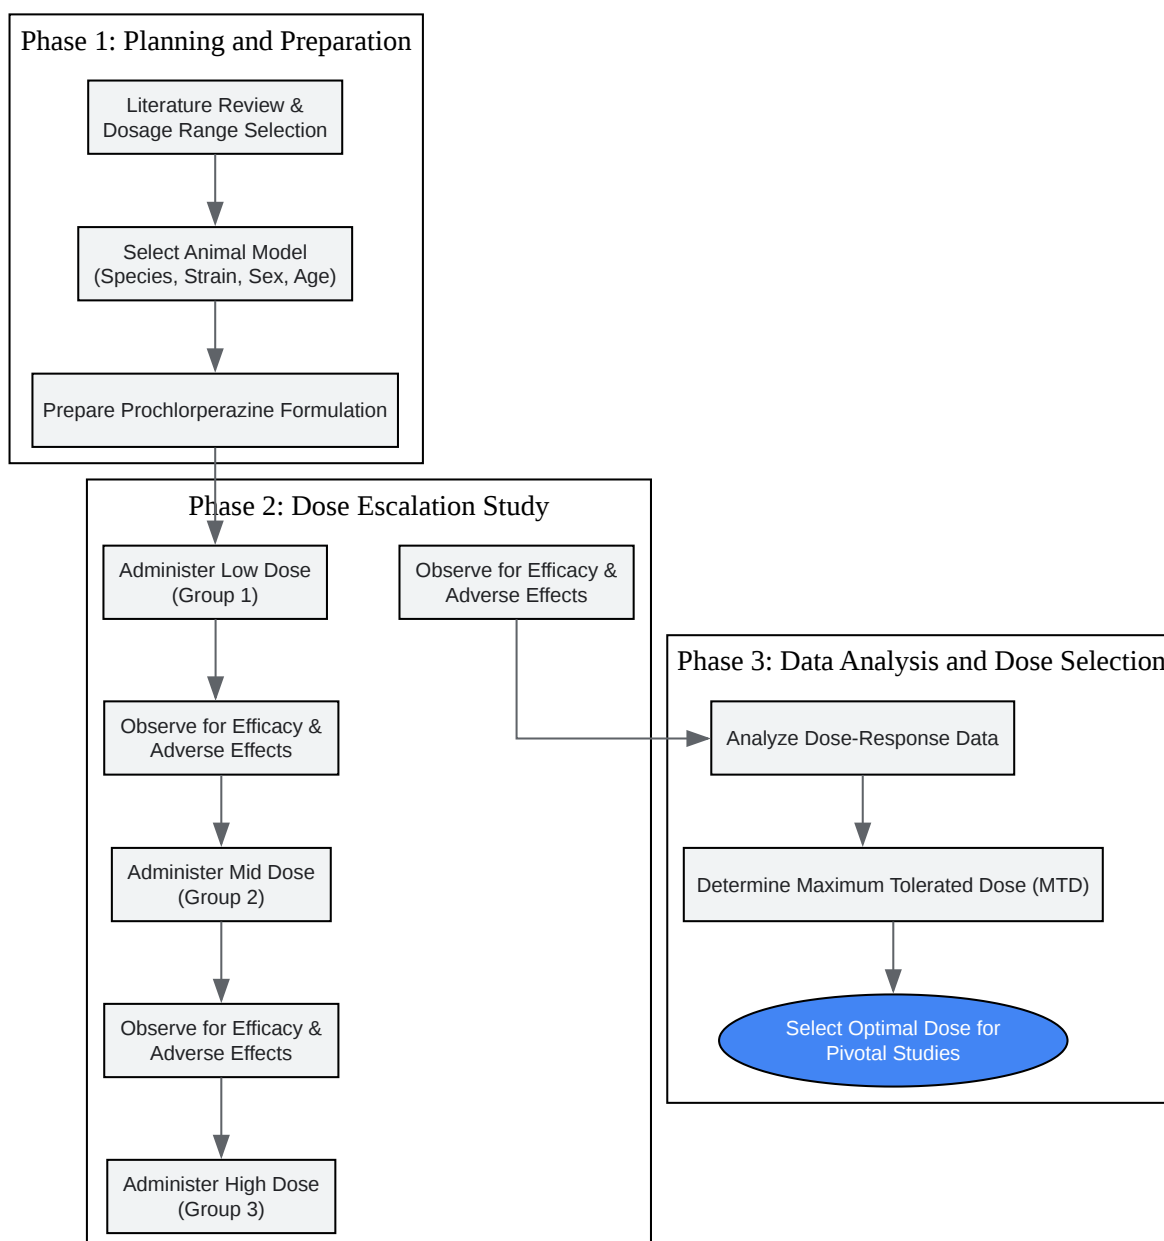 Phase 1: Planning and Preparation
Literature Review &
Dosage Range Selection
Select Animal Model
(Species, Strain, Sex, Age)
Prepare Prochlorperazine Formulation
Phase 2: Dose Escalation Study
Administer Low Dose
(Group 1)
Observe for Efficacy &
Adverse Effects
Administer Mid Dose
(Group 2)
Observe for Efficacy &
Adverse Effects
Administer High Dose
(Group 3)
Observe for Efficacy &
Adverse Effects
Phase 3: Data Analysis and Dose Selection
Analyze Dose-Response Data
Determine Maximum Tolerated Dose (MTD)
Select Optimal Dose for
Pivotal Studies